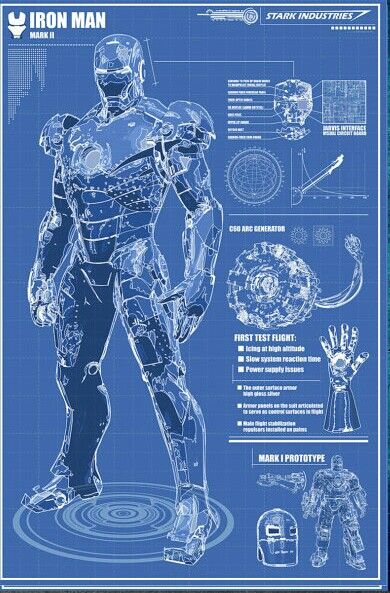 IRON MAN
MARK II
STARK INDUSTRIES
JARVIS INTERFACE
VISUAL CIRCUIT BOARD
C60 ARC GENERATOR
FIRST TEST FLIGHT:
Icing at high altitude
Slow system reaction time
Power supply issues
The outer surface armor
high gloss silver
Armor panels on the suit articulated
to serve as control surfaces in flight
Main flight stabilization
repulsors installed on palms
MARK I PROTOTYPE